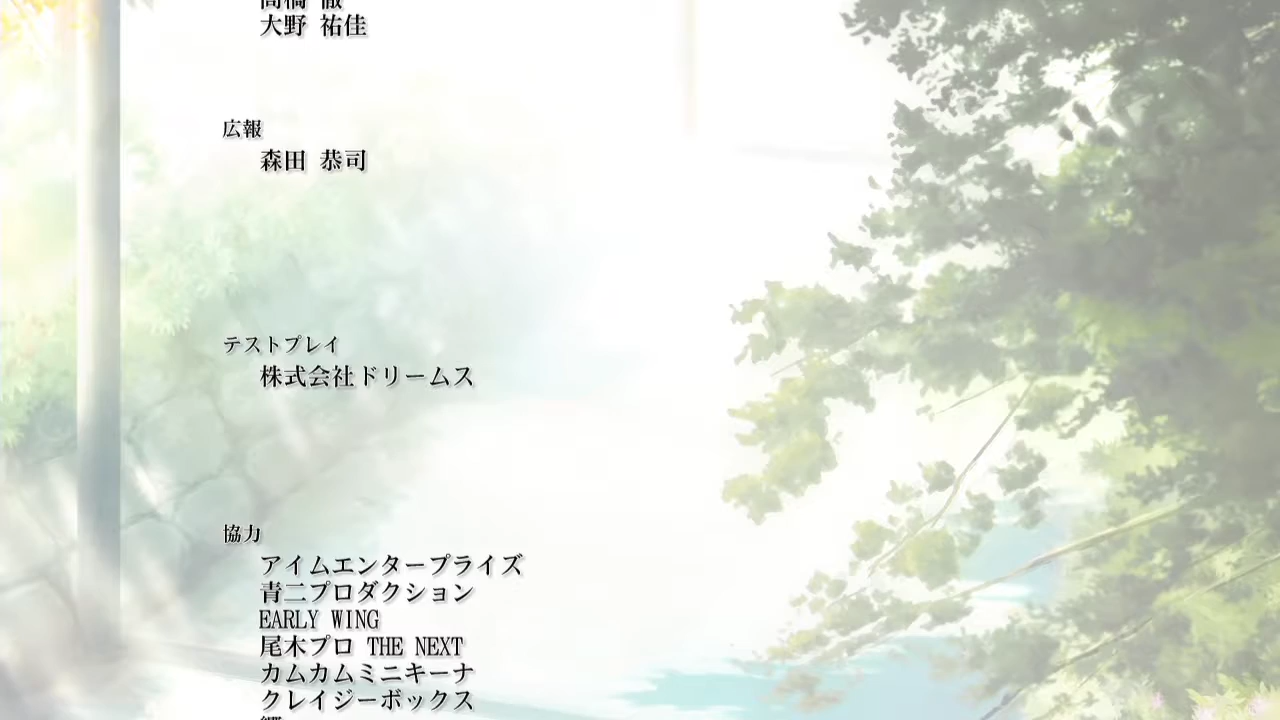 高橋 徹
大野 祐佳
広報
森田 恭司
テストプレイ
株式会社ドリームス
協力
アイムエンタープライズ
青二プロダクション
EARLY WING
尾木プロ THE NEXT
カムカムミニキーナ
クレイジーボックス